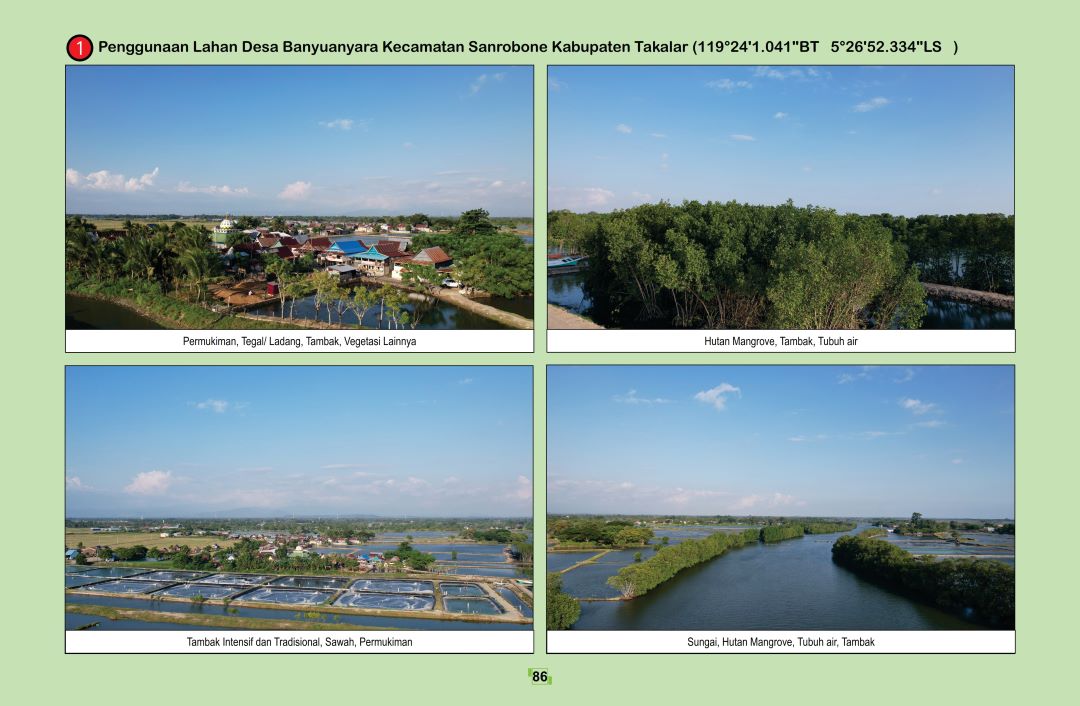 1 Penggunaan Lahan Desa Banyuanyara Kecamatan Sanrobone Kabupaten Takalar (119°24'1.041"BT 5°26'52.334"LS )
Permukiman, Tegal/ Ladang, Tambak, Vegetasi Lainnya
Hutan Mangrove, Tambak, Tubuh air
Tambak Intensif dan Tradisional, Sawah, Permukiman
Sungai, Hutan Mangrove, Tubuh air, Tambak
86